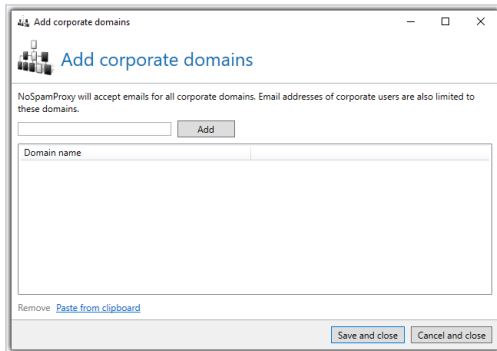 Add corporate domains
Add corporate domains
NoSpamProxy will accept emails for all corporate domains. Email addresses of corporate users are also limited to
these domains.
Add
Domain name
Remove Paste from clipboard
Save and close Cancel and close